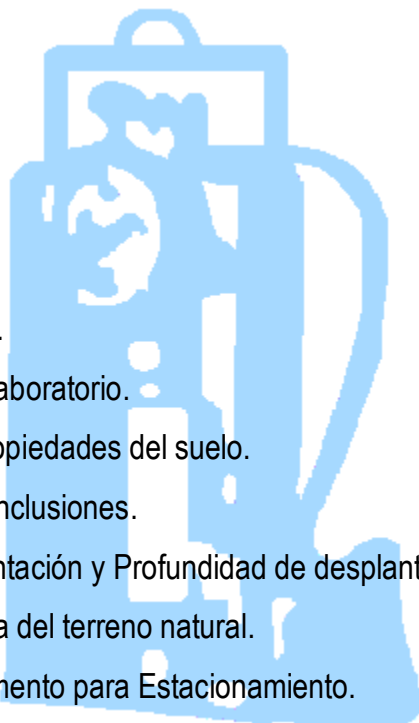 .
aboratorio.
opiedades del suelo.
nclusiones.
ntación y Profundidad de desplant
a del terreno natural.
mento para Estacionamiento.